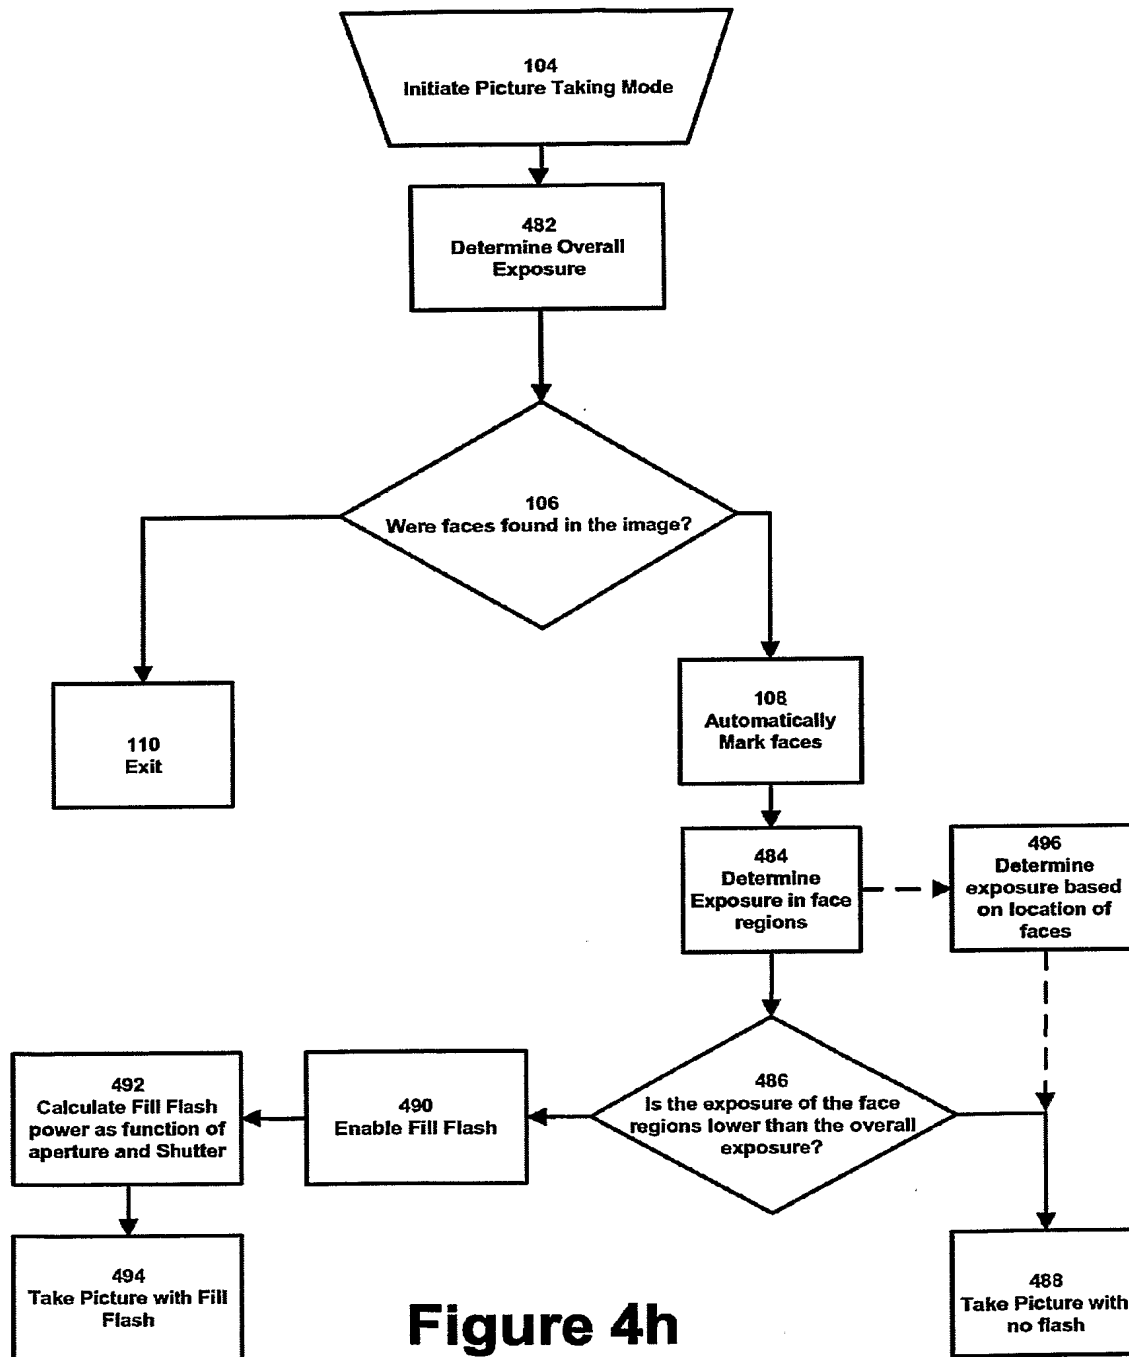 104
Initiate Picture Taking Mode
482
Determine Overall
Exposure
106
Were faces found in the image?
110
Exit
108
Automatically
Mark faces
484
Determine
Exposure in face
regions
496
Determine
exposure based
on location of
faces
486
Is the exposure of the face
regions lower than the overall
exposure?
490
Enable Fill Flash
492
Calculate Fill Flash
power as function of
aperture and Shutter
494
Take Picture with Fill
Flash
488
Take Picture with
no flash
Figure 4h